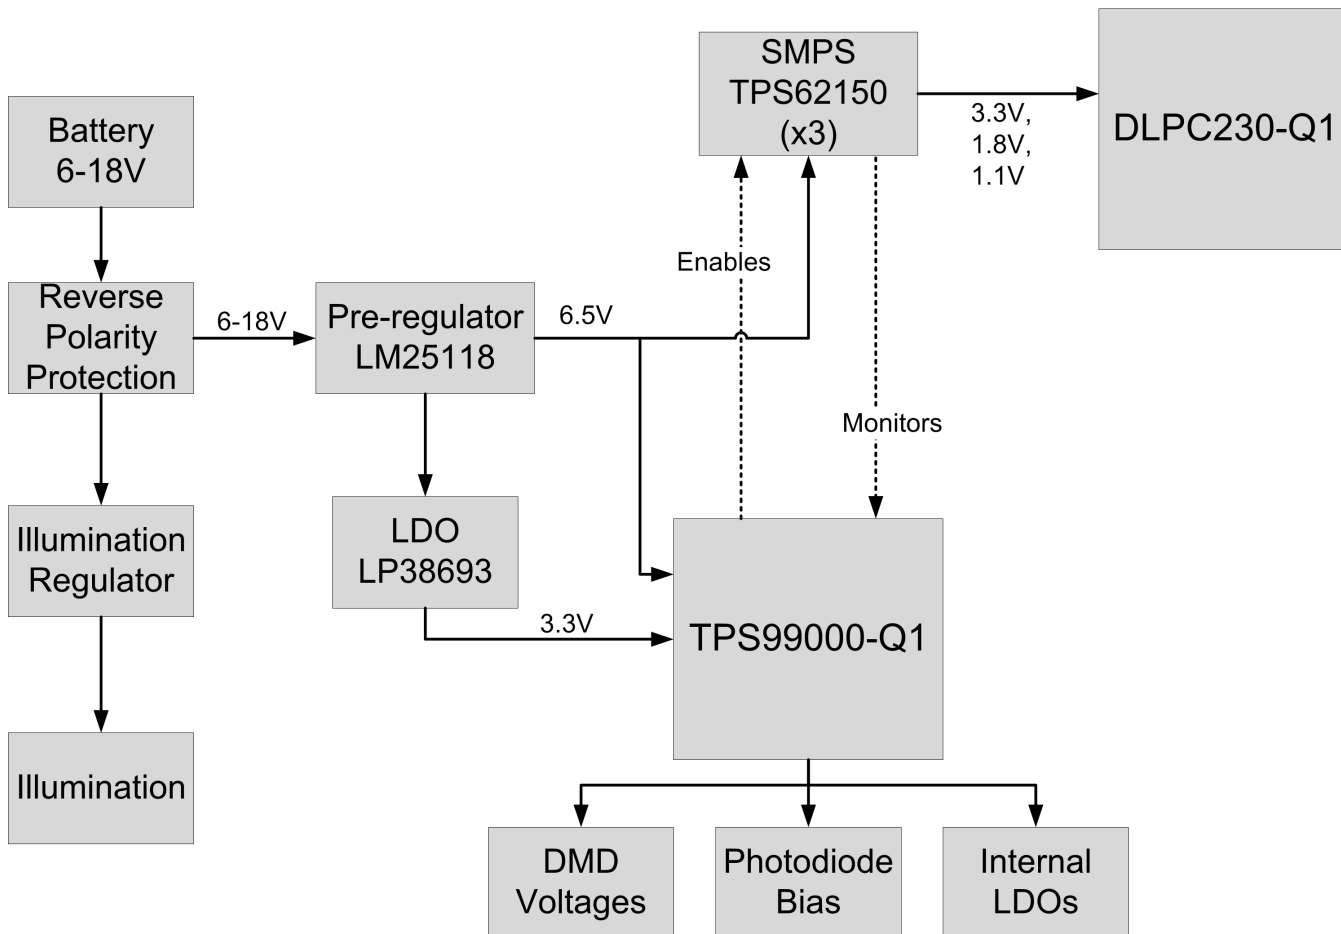 SMPS
TPS62150
(x3)
3.3V,
1.8V,
1.1V
DLPC230-Q1
Battery
6-18V
Enables
Reverse
Polarity
Protection
6-18V
Pre-regulator
LM25118
6.5V
Monitors
Illumination
Regulator
LDO
LP38693
3.3V
TPS99000-Q1
Illumination
DMD
Voltages
Photodiode
Bias
Internal
LDOs